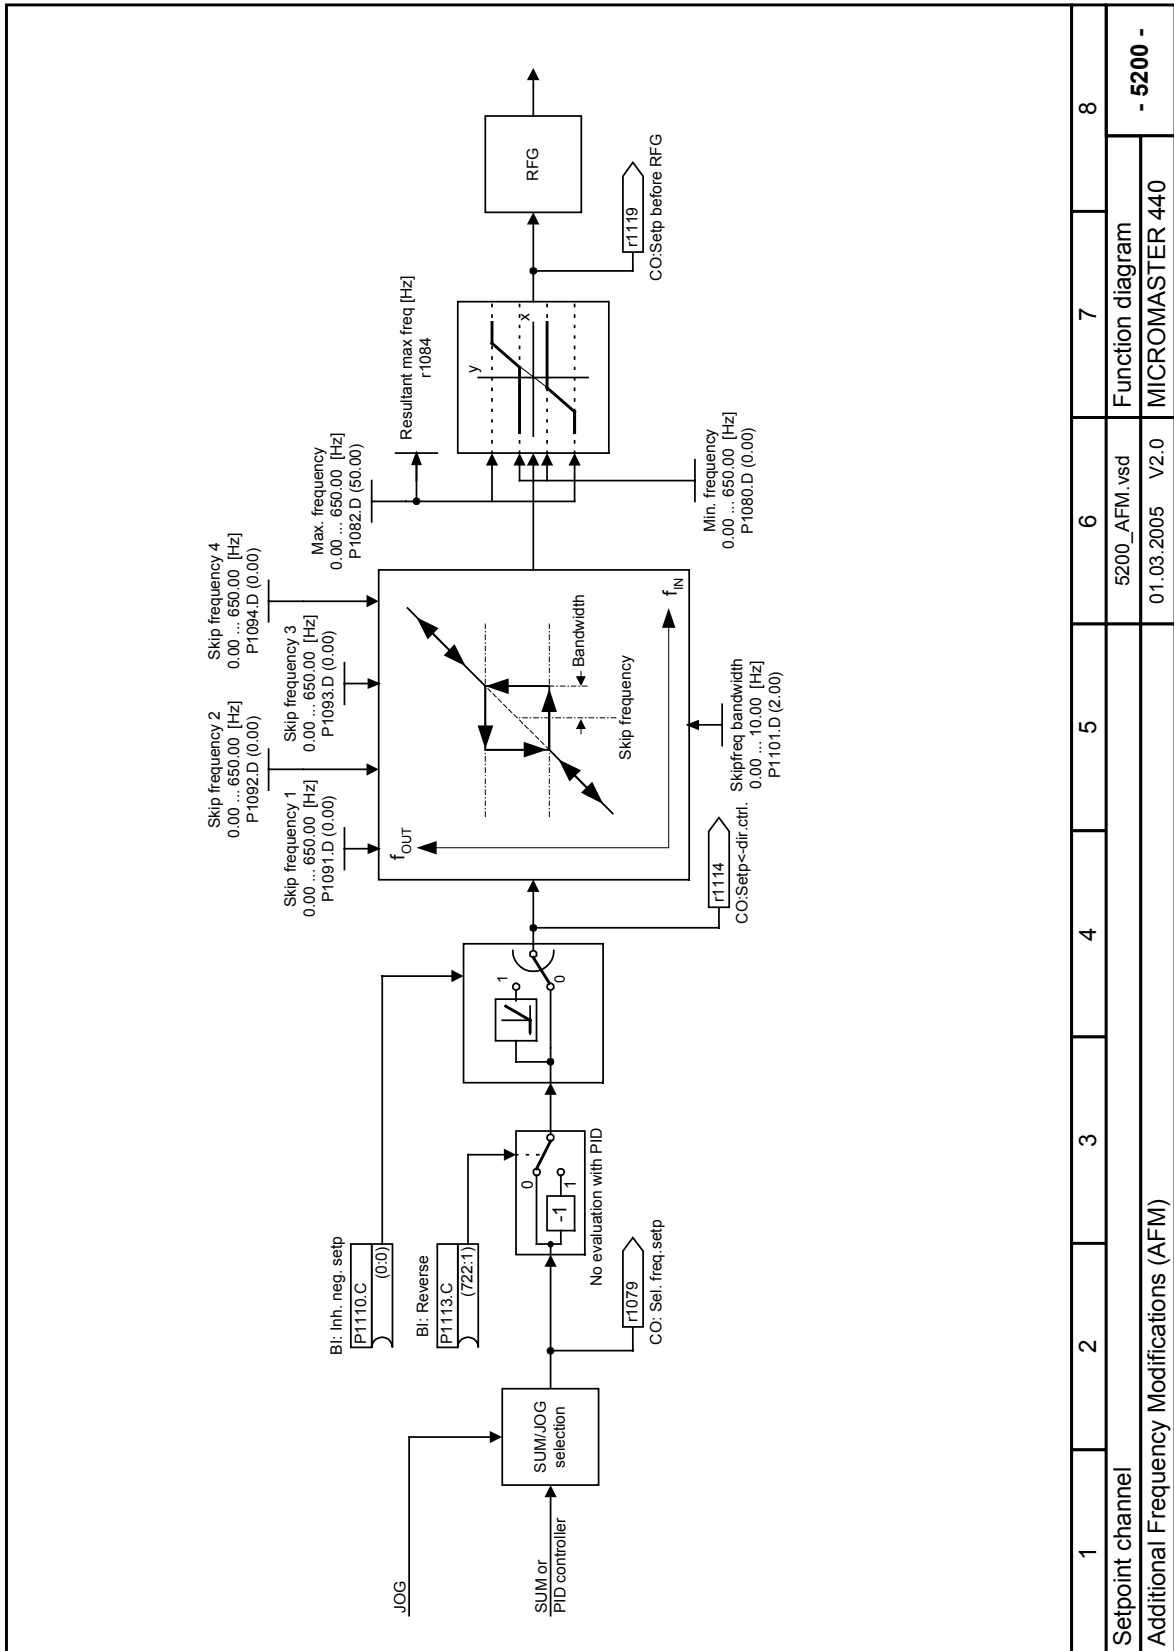 JOG
SUM or
PID controller
SUM/JOG
selection
r1079
CO: Sel. freq.setp
BI: Inh. neg. setp
P1110.C
(0:0)
BI: Reverse
P1113.C
(722:1)
0
1
-1
No evaluation with PID
1
0
r1114
CO:Setp<-dir.ctrl.
Skip frequency 1
0.00 ... 650.00 [Hz]
P1091.D (0.00)
Skip frequency 2
0.00 ... 650.00 [Hz]
P1092.D (0.00)
Skip frequency 3
0.00 ... 650.00 [Hz]
P1093.D (0.00)
Skip frequency 4
0.00 ... 650.00 [Hz]
P1094.D (0.00)
fOUT
fIN
Bandwidth
Skip frequency
Skipfreq bandwidth
0.00 ... 10.00 [Hz]
P1101.D (2.00)
Max. frequency
0.00 ... 650.00 [Hz]
P1082.D (50.00)
Resultant max freq [Hz]
r1084
y
x
Min. frequency
0.00 ... 650.00 [Hz]
P1080.D (0.00)
r1119
CO:Setp before RFG
RFG
1 2 3 4 5 6 7 8
Setpoint channel
5200_AFM.vsd
Function diagram
- 5200 -
Additional Frequency Modifications (AFM)
01.03.2005 V2.0
MICROMASTER 440